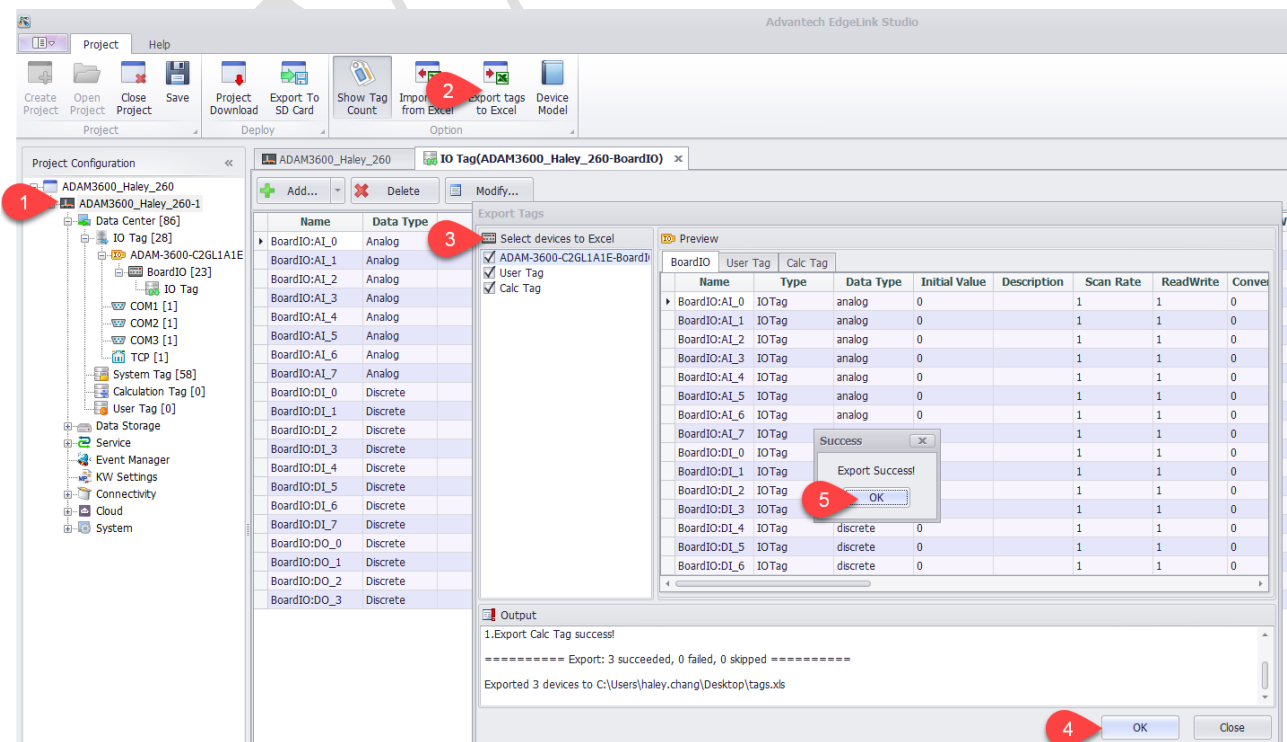 Advantech EdgeLink Studio
Project Help
Create Project
Open Project
Close Project
Save
Project Download
Export To SD Card
Show Tag Count
from Excel
2
Export tags to Excel
Device Model
Project Deploy Option
Project Configuration «
ADAM3600_Haley_260
1
ADAM3600_Haley_260-1
Data Center [86]
IO Tag [28]
ADAM-3600-C2GL1A1E
BoardIO [23]
IO Tag
COM1 [1]
COM2 [1]
COM3 [1]
TCP [1]
System Tag [58]
Calculation Tag [0]
User Tag [0]
Data Storage
Service
Event Manager
KW Settings
Connectivity
Cloud
System
ADAM3600_Haley_260 IO Tag(ADAM3600_Haley_260-BoardIO) x
Add... Delete Modify...
Name Data Type
BoardIO:AI_0 Analog
BoardIO:AI_1 Analog
BoardIO:AI_2 Analog
BoardIO:AI_3 Analog
BoardIO:AI_4 Analog
BoardIO:AI_5 Analog
BoardIO:AI_6 Analog
BoardIO:AI_7 Analog
BoardIO:DI_0 Discrete
BoardIO:DI_1 Discrete
BoardIO:DI_2 Discrete
BoardIO:DI_3 Discrete
BoardIO:DI_4 Discrete
BoardIO:DI_5 Discrete
BoardIO:DI_6 Discrete
BoardIO:DI_7 Discrete
BoardIO:DO_0 Discrete
BoardIO:DO_1 Discrete
BoardIO:DO_2 Discrete
BoardIO:DO_3 Discrete
Export Tags
3
Select devices to Excel
ADAM-3600-C2GL1A1E-BoardI
User Tag
Calc Tag
Preview
BoardIO User Tag Calc Tag
Name Type Data Type Initial Value Description Scan Rate ReadWrite Conver
BoardIO:AI_0 IOTag analog 0 1 1 0
BoardIO:AI_1 IOTag analog 0 1 1 0
BoardIO:AI_2 IOTag analog 0 1 1 0
BoardIO:AI_3 IOTag analog 0 1 1 0
BoardIO:AI_4 IOTag analog 0 1 1 0
BoardIO:AI_5 IOTag analog 0 1 1 0
BoardIO:AI_6 IOTag analog 0 1 1 0
BoardIO:AI_7 IOTag 1 1 0
BoardIO:DI_0 IOTag 1 1 0
BoardIO:DI_1 IOTag 1 1 0
BoardIO:DI_2 IOTag 1 1 0
BoardIO:DI_3 IOTag 1 1 0
BoardIO:DI_4 IOTag discrete 0 1 1 0
BoardIO:DI_5 IOTag discrete 0 1 1 0
BoardIO:DI_6 IOTag discrete 0 1 1 0
Success x
Export Success!
5
OK
Output
1.Export Calc Tag success!
========== Export: 3 succeeded, 0 failed, 0 skipped ==========
Exported 3 devices to C:\Users\haley.chang\Desktop\tags.xls
4
OK Close